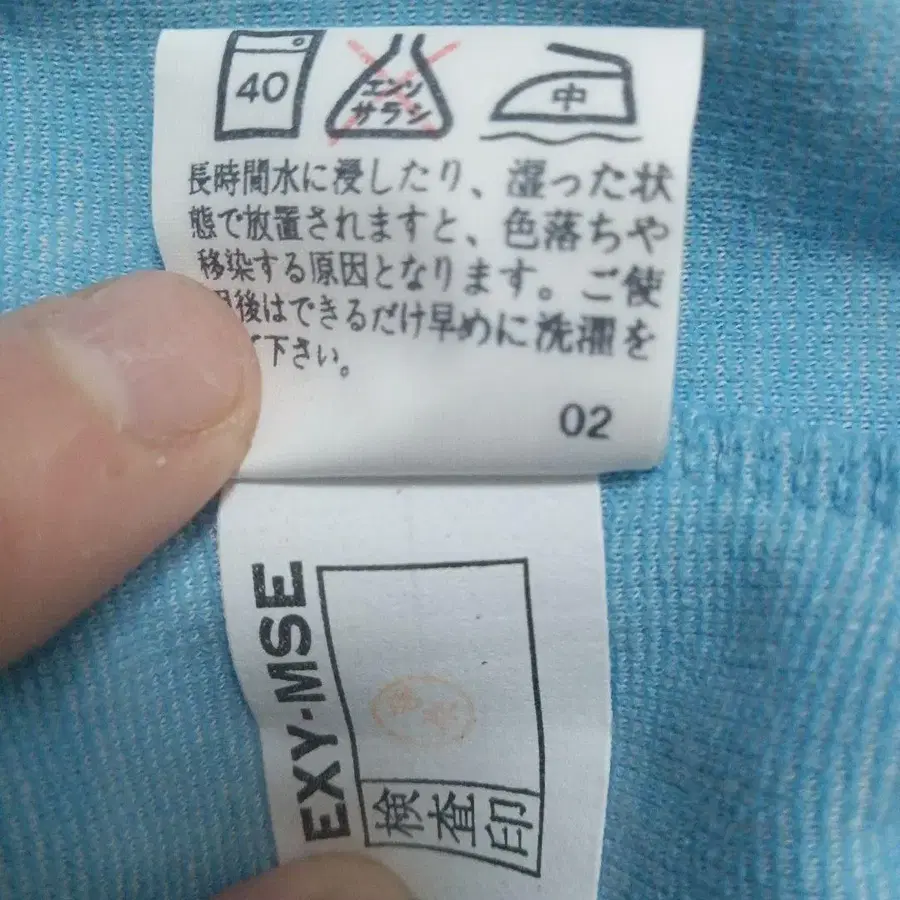 40
エンソ
サラシ
中
長時間水に浸したり、湿った状
態で放置されますと、色落ちや
移染する原因となります。ご使
用後はできるだけ早めに洗濯を
て下さい。
02
EXY-MSE
検査印